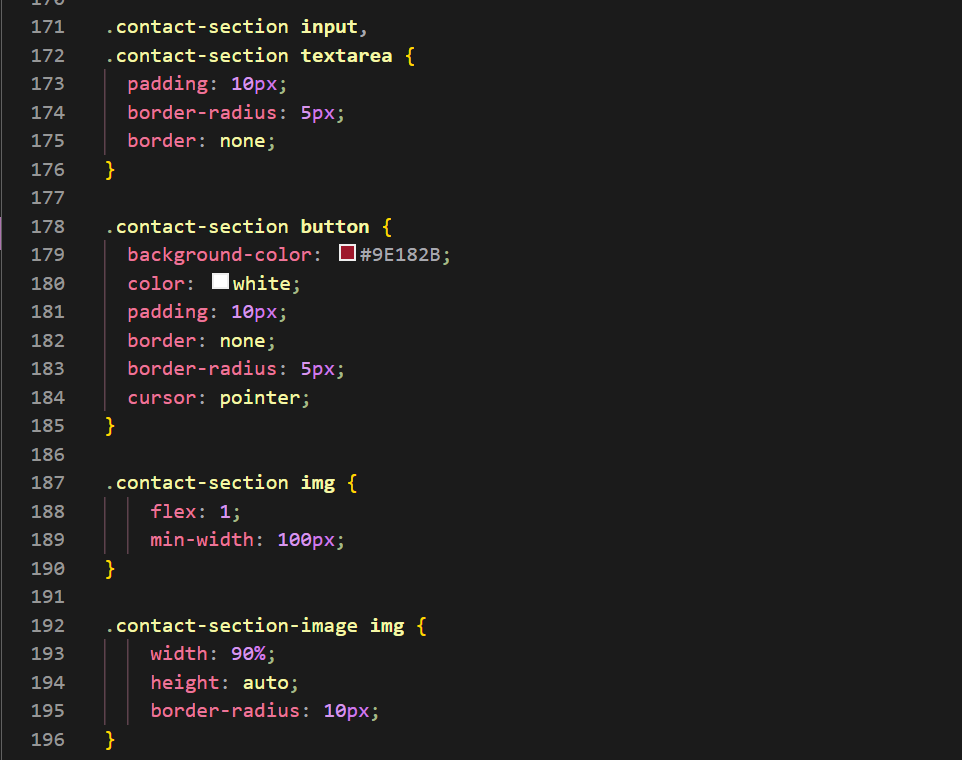 171 .contact-section input,
172 .contact-section textarea {
173 padding: 10px;
174 border-radius: 5px;
175 border: none;
176 }
177
178 .contact-section button {
179 background-color: #9E182B;
180 color: white;
181 padding: 10px;
182 border: none;
183 border-radius: 5px;
184 cursor: pointer;
185 }
186
187 .contact-section img {
188 flex: 1;
189 min-width: 100px;
190 }
191
192 .contact-section-image img {
193 width: 90%;
194 height: auto;
195 border-radius: 10px;
196 }